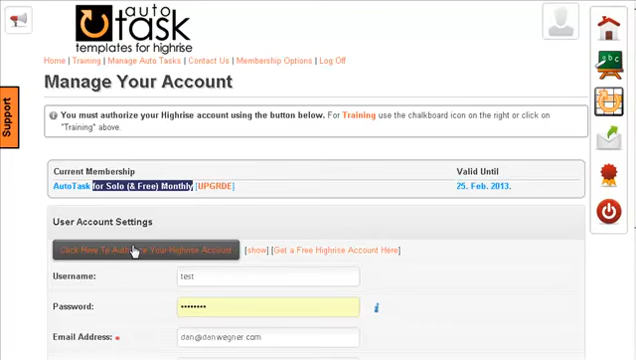 auto
task
templates for highrise
Home | Training | Manage Auto Tasks | Contact Us | Membership Options | Log Off
Manage Your Account
You must authorize your Highrise account using the button below. For Training use the chalkboard icon on the right or click on
"Training" above.
Support
Current Membership Valid Until
AutoTask for Solo (& Free) Monthly [UPGRDE] 25. Feb. 2013.
User Account Settings
Click Here To Authorize Your Highrise Account [show] [Get a Free Highrise Account Here]
Username: test
Password: ••••••••
Email Address: * dan@danwegner.com